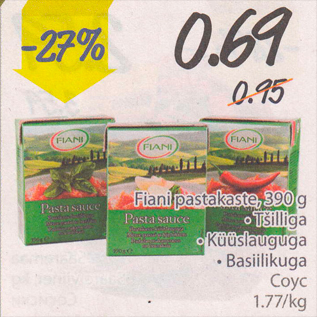 -27%
0.69
0.95
FIANI
FIANI
FIANI
Pasta sauce
Pasta sauce
Fiani pastakaste, 390 g
• Tšilliga
• Küüslauguga
• Basiilikuga
Соус
1.77/kg